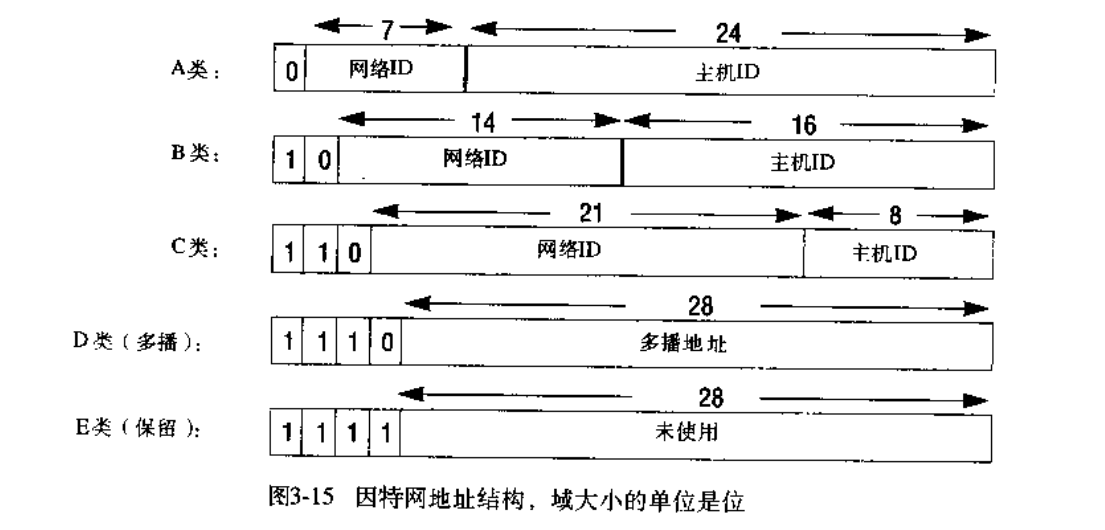 7 24
A类: 0 网络ID 主机ID
14 16
B类: 1 0 网络ID 主机ID
21 8
C类: 1 1 0 网络ID 主机ID
28
D类(多播): 1 1 1 0 多播地址
28
E类(保留): 1 1 1 1 未使用
图3-15 因特网地址结构，域大小的单位是位